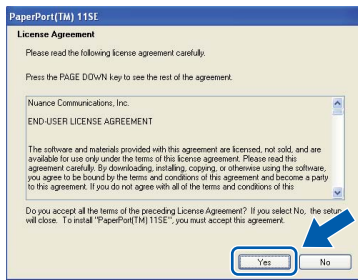 PaperPort(TM) 11SE
License Agreement
Please read the following license agreement carefully.
Press the PAGE DOWN key to see the rest of the agreement.
Nuance Communications, Inc.
END-USER LICENSE AGREEMENT
The software and materials provided with this agreement are licensed, not sold, and are
available for use only under the terms of this license agreement. Please read this
agreement carefully. By downloading, installing, copying, or otherwise using the software,
you agree to be bound by the terms and conditions of this agreement and become a party
to this agreement. If you do not agree with all of the terms and conditions of this
Do you accept all the terms of the preceding License Agreement? If you select No, the setup
will close. To install "PaperPort(TM) 11SE", you must accept this agreement.
Yes
No